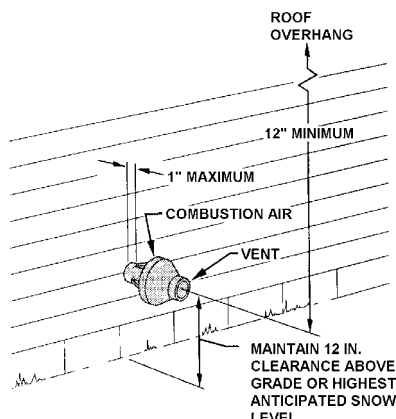 ROOF
OVERHANG
12" MINIMUM
1" MAXIMUM
COMBUSTION AIR
VENT
MAINTAIN 12 IN.
CLEARANCE ABOVE
GRADE OR HIGHEST
ANTICIPATED SNOW
LEVEL